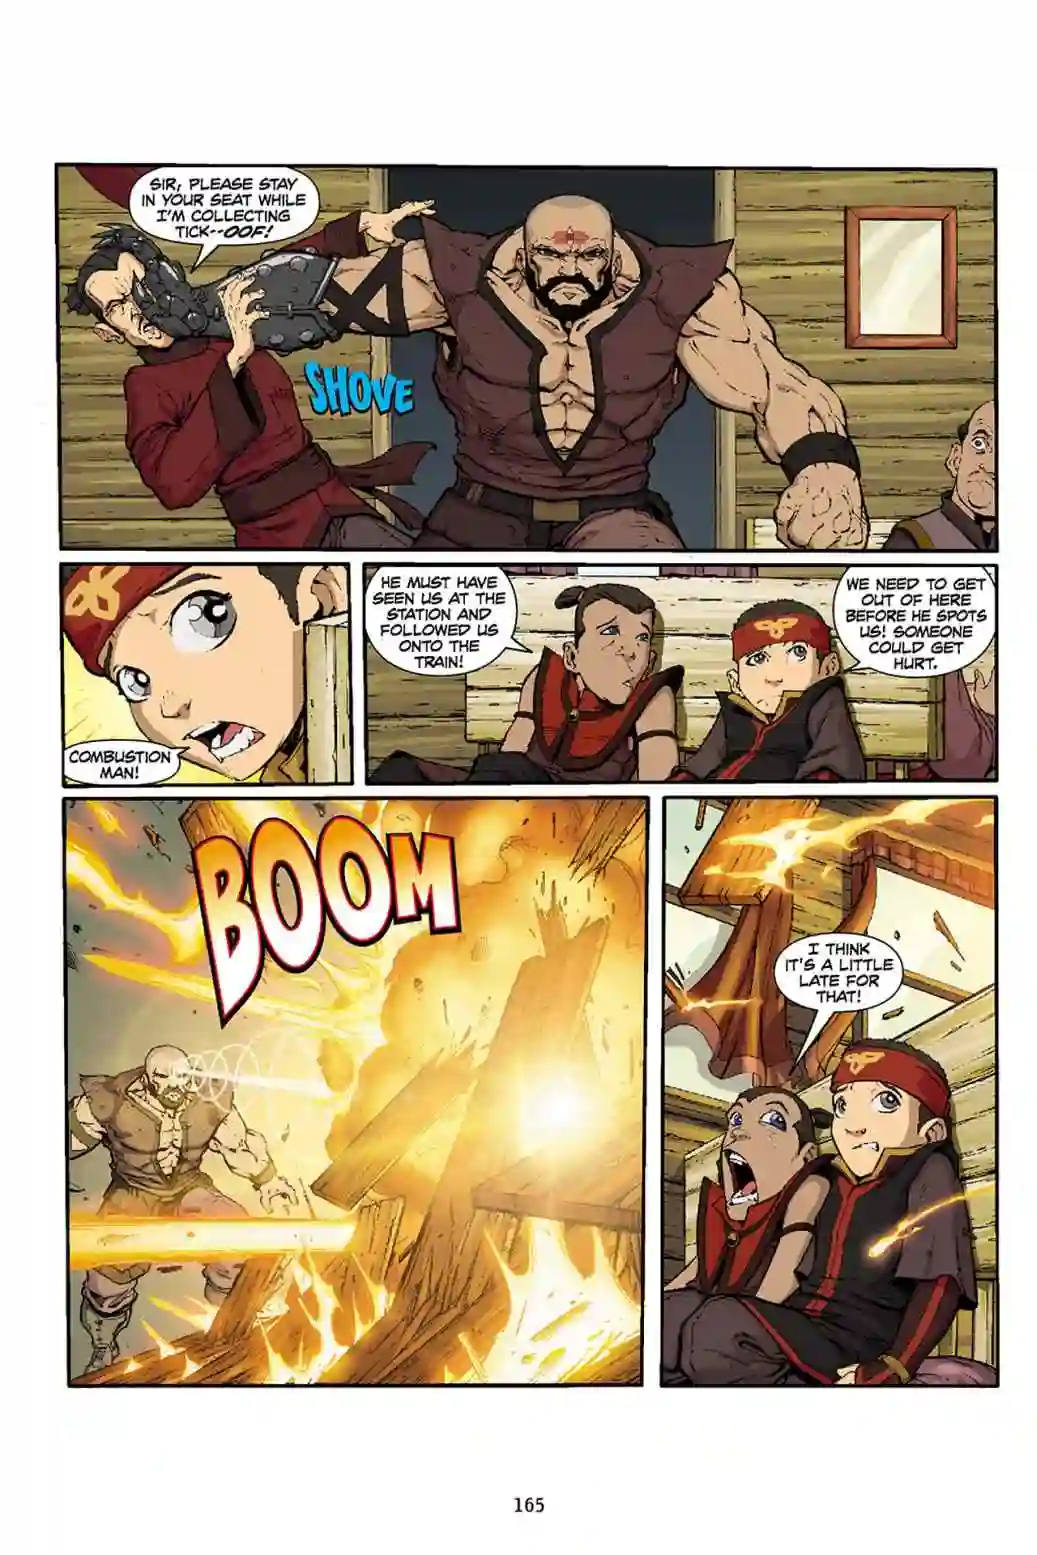 SIR, PLEASE STAY
IN YOUR SEAT WHILE
I'M COLLECTING
TICK--OOF!
SHOVE
COMBUSTION
MAN!
HE MUST HAVE
SEEN US AT THE
STATION AND
FOLLOWED US
ONTO THE
TRAIN!
WE NEED TO GET
OUT OF HERE
BEFORE HE SPOTS
US! SOMEONE
COULD GET
HURT.
BOOM
I THINK
IT'S A LITTLE
LATE FOR
THAT!
165